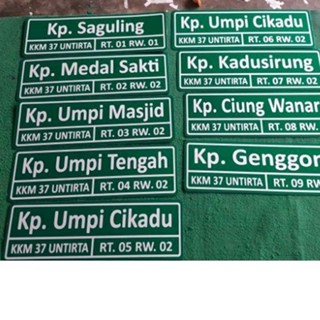 Kp. Saguling
KKM 37 UNTIRTA RT. 01 RW. 01
Kp. Medal Sakti
KKM 37 UNTIRTA RT. 02 RW. 02
Kp. Umpi Masjid
KKM 37 UNTIRTA RT. 03 RW. 02
Kp. Umpi Tengah
KKM 37 UNTIRTA RT. 04 RW. 02
Kp. Umpi Cikadu
KKM 37 UNTIRTA RT. 05 RW. 02
Kp. Umpi Cikadu
KKM 37 UNTIRTA RT. 06 RW. 02
Kp. Kadusirung
KKM 37 UNTIRTA RT. 07 RW. 02
Kp. Ciung Wanar
KKM 37 UNTIRTA RT. 08 RW.
Kp. Genggon
KKM 37 UNTIRTA RT. 09 RW